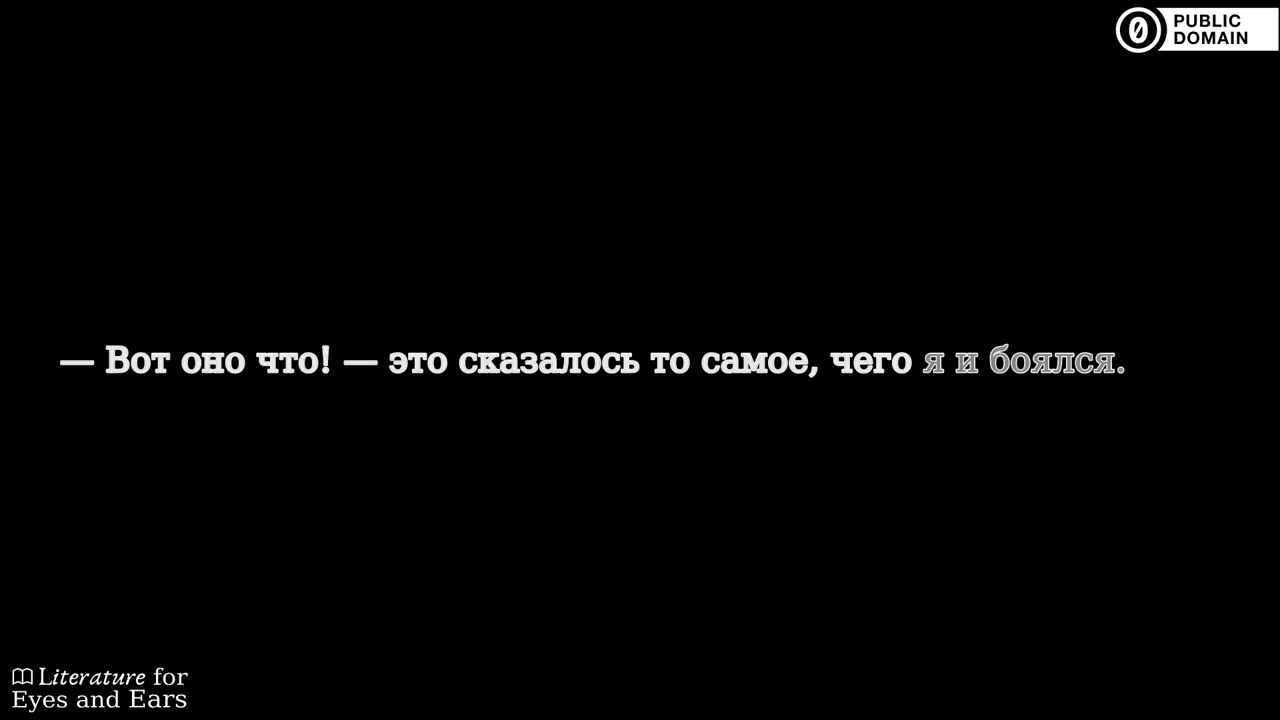 PUBLIC
DOMAIN
— Вот оно что! — это сказалось то самое, чего я и боялся.
Literature for
Eyes and Ears